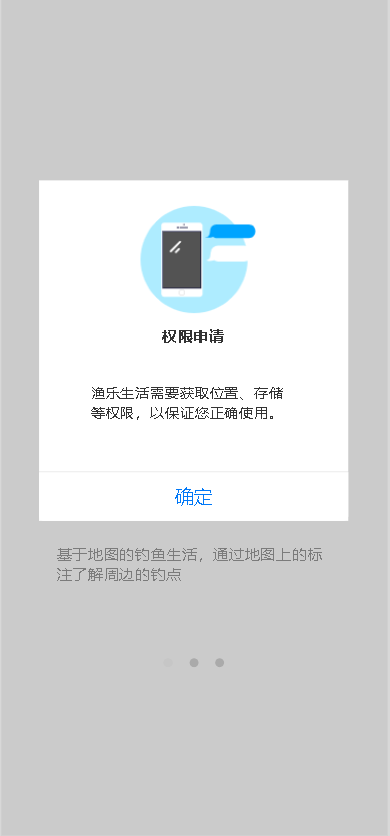 权限申请
渔乐生活需要获取位置、存储
等权限，以保证您正确使用。
确定
基于地图的钓鱼生活，通过地图上的标
注了解周边的钓点